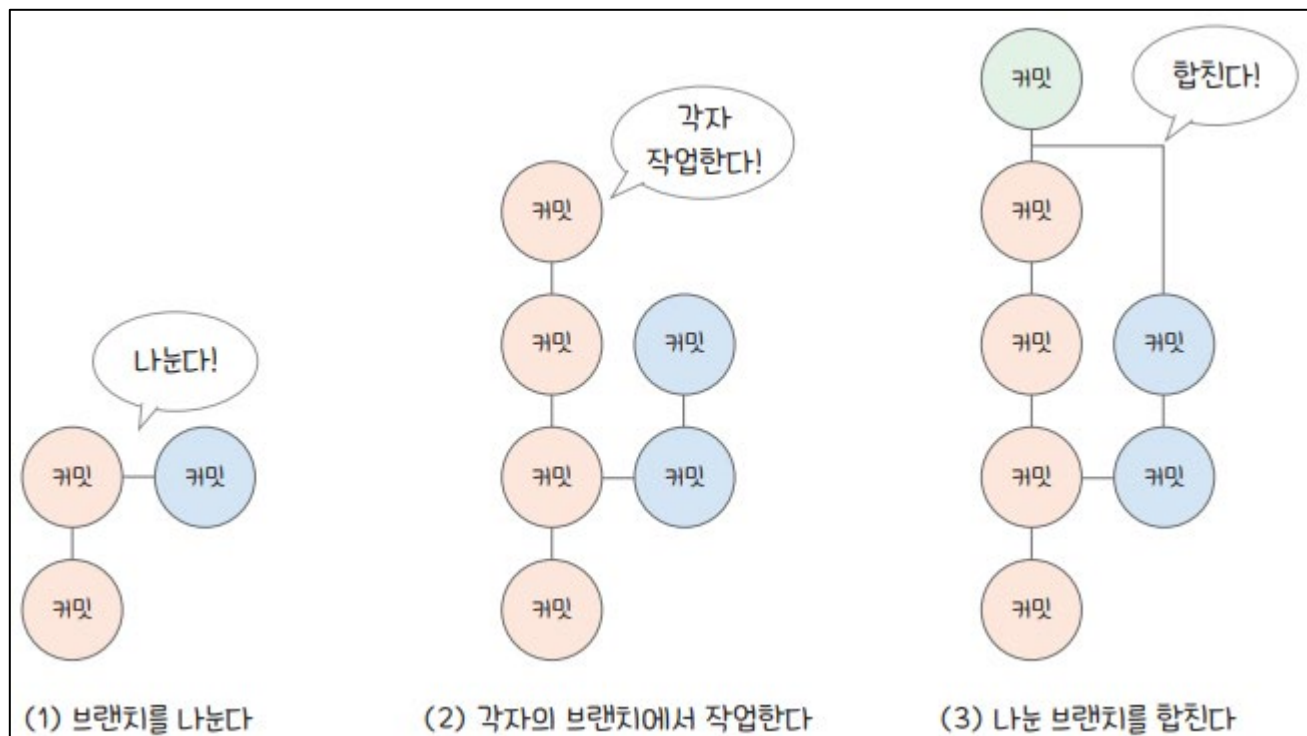 나눈다!
커밋
커밋
커밋
(1) 브랜치를 나눈다
각자
작업한다!
커밋
커밋
커밋
커밋
커밋
커밋
(2) 각자의 브랜치에서 작업한다
합친다!
커밋
커밋
커밋
커밋
커밋
커밋
커밋
(3) 나눈 브랜치를 합친다